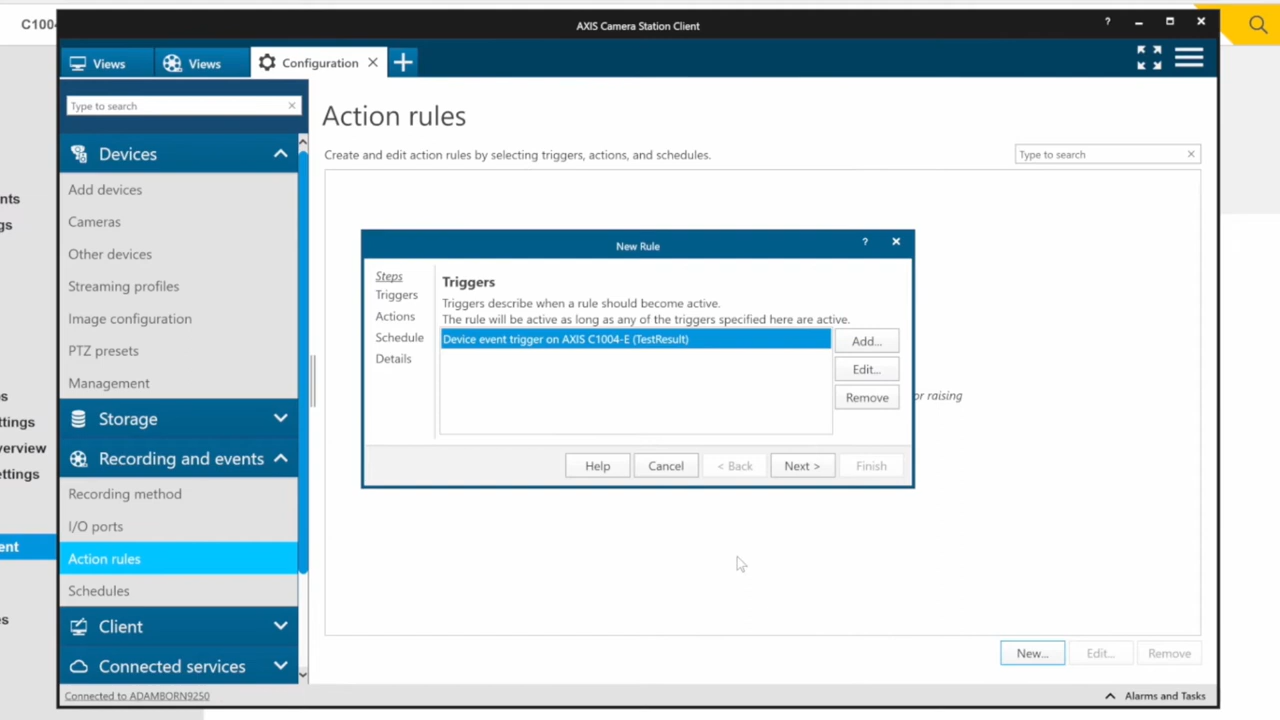 C1004
AXIS Camera Station Client
?
Views
Views
Configuration
Type to search
Action rules
Create and edit action rules by selecting triggers, actions, and schedules.
Type to search
Devices
Add devices
Cameras
Other devices
Streaming profiles
Image configuration
PTZ presets
Management
Storage
Recording and events
Recording method
I/O ports
Action rules
Schedules
Client
Connected services
New Rule
?
Steps
Triggers
Actions
Schedule
Details
Triggers
Triggers describe when a rule should become active.
The rule will be active as long as any of the triggers specified here are active.
Device event trigger on AXIS C1004-E (TestResult)
Add...
Edit...
Remove
or raising
Help
Cancel
< Back
Next >
Finish
New...
Edit...
Remove
Connected to ADAMBORN9250
Alarms and Tasks
nts
gs
s
ttings
verview
ettings
ent
s